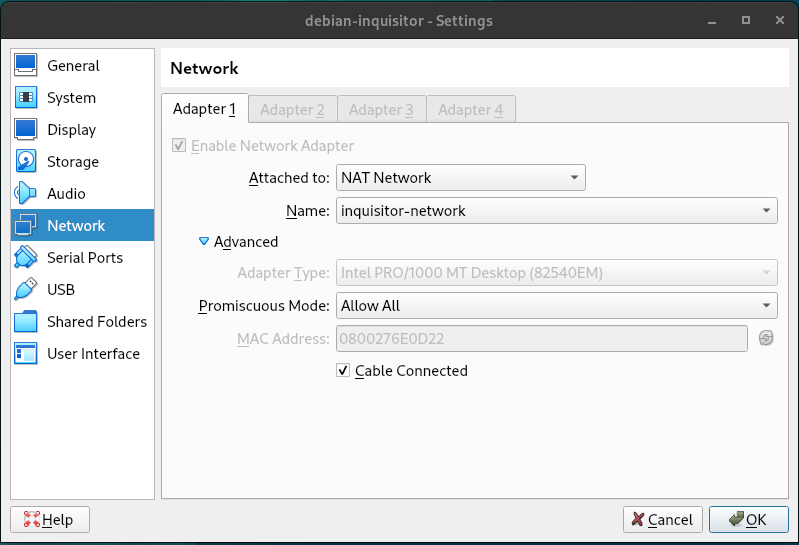 debian-inquisitor - Settings
General
System
Display
Storage
Audio
Network
Serial Ports
USB
Shared Folders
User Interface
Network
Adapter 1 Adapter 2 Adapter 3 Adapter 4
Enable Network Adapter
Attached to: NAT Network
Name: inquisitor-network
Advanced
Adapter Type: Intel PRO/1000 MT Desktop (82540EM)
Promiscuous Mode: Allow All
MAC Address: 0800276E0D22
Cable Connected
Help Cancel OK